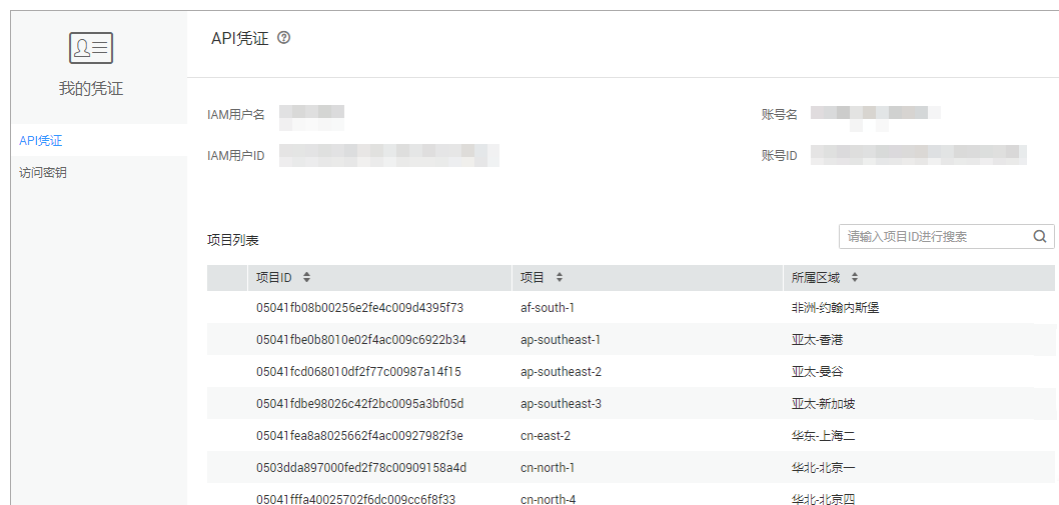 API凭证
我的凭证
IAM用户名
账号名
API凭证
IAM用户ID
账号ID
访问密钥
项目列表
请输入项目ID进行搜索
项目ID 项目 所属区域
05041fb08b00256e2fe4c009d4395f73 af-south-1 非洲-约翰内斯堡
05041fbe0b8010e02f4ac009c6922b34 ap-southeast-1 亚太-香港
05041fcd068010df2f77c00987a14f15 ap-southeast-2 亚太-曼谷
05041fdbe98026c42f2bc0095a3bf05d ap-southeast-3 亚太-新加坡
05041fea8a8025662f4ac00927982f3e cn-east-2 华东-上海二
0503dda897000fed2f78c00909158a4d cn-north-1 华北-北京一
05041fffa40025702f6dc009cc6f8f33 cn-north-4 华北-北京四